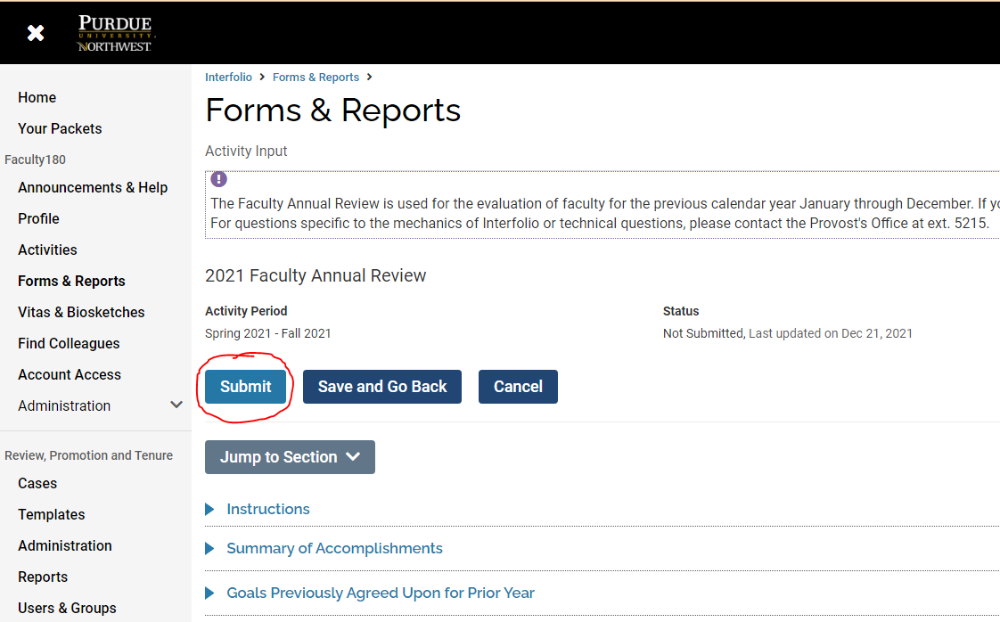 PURDUE
UNIVERSITY
NORTHWEST
Home
Your Packets
Faculty180
Announcements & Help
Profile
Activities
Forms & Reports
Vitas & Biosketches
Find Colleagues
Account Access
Administration
Review, Promotion and Tenure
Cases
Templates
Administration
Reports
Users & Groups
Interfolio > Forms & Reports >
Forms & Reports
Activity Input
The Faculty Annual Review is used for the evaluation of faculty for the previous calendar year January through December. If yo
For questions specific to the mechanics of Interfolio or technical questions, please contact the Provost's Office at ext. 5215.
2021 Faculty Annual Review
Activity Period
Spring 2021 - Fall 2021
Status
Not Submitted, Last updated on Dec 21, 2021
Submit
Save and Go Back
Cancel
Jump to Section
Instructions
Summary of Accomplishments
Goals Previously Agreed Upon for Prior Year